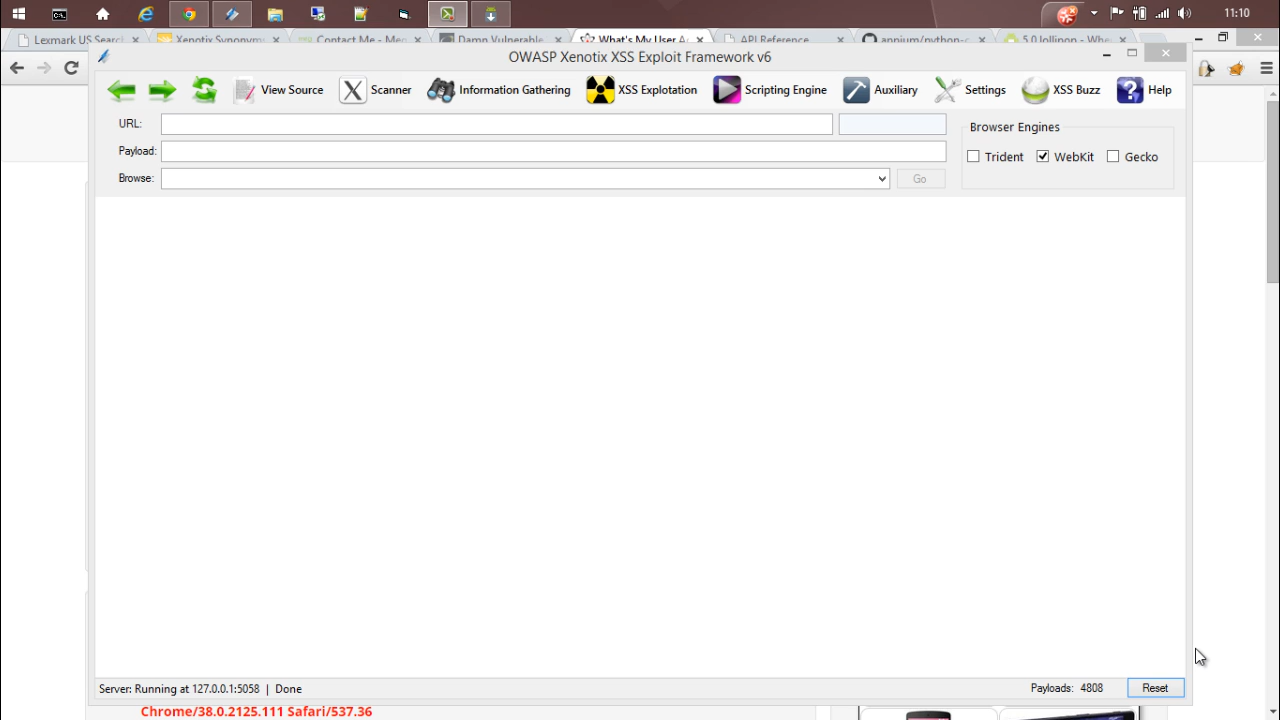 11:10
Lexmark US Search
Xenotix Synonym
Contact Me - Me
Damn Vulnerable
What's My User A
API Reference
appium/python-c
5.0 lollipop - Whe
OWASP Xenotix XSS Exploit Framework v6
View Source Scanner Information Gathering XSS Explotation Scripting Engine Auxiliary Settings XSS Buzz Help
URL:
Browser Engines
Payload:
Trident WebKit Gecko
Browse:
Go
Server: Running at 127.0.0.1:5058 | Done
Payloads: 4808
Reset
Chrome/38.0.2125.111 Safari/537.36